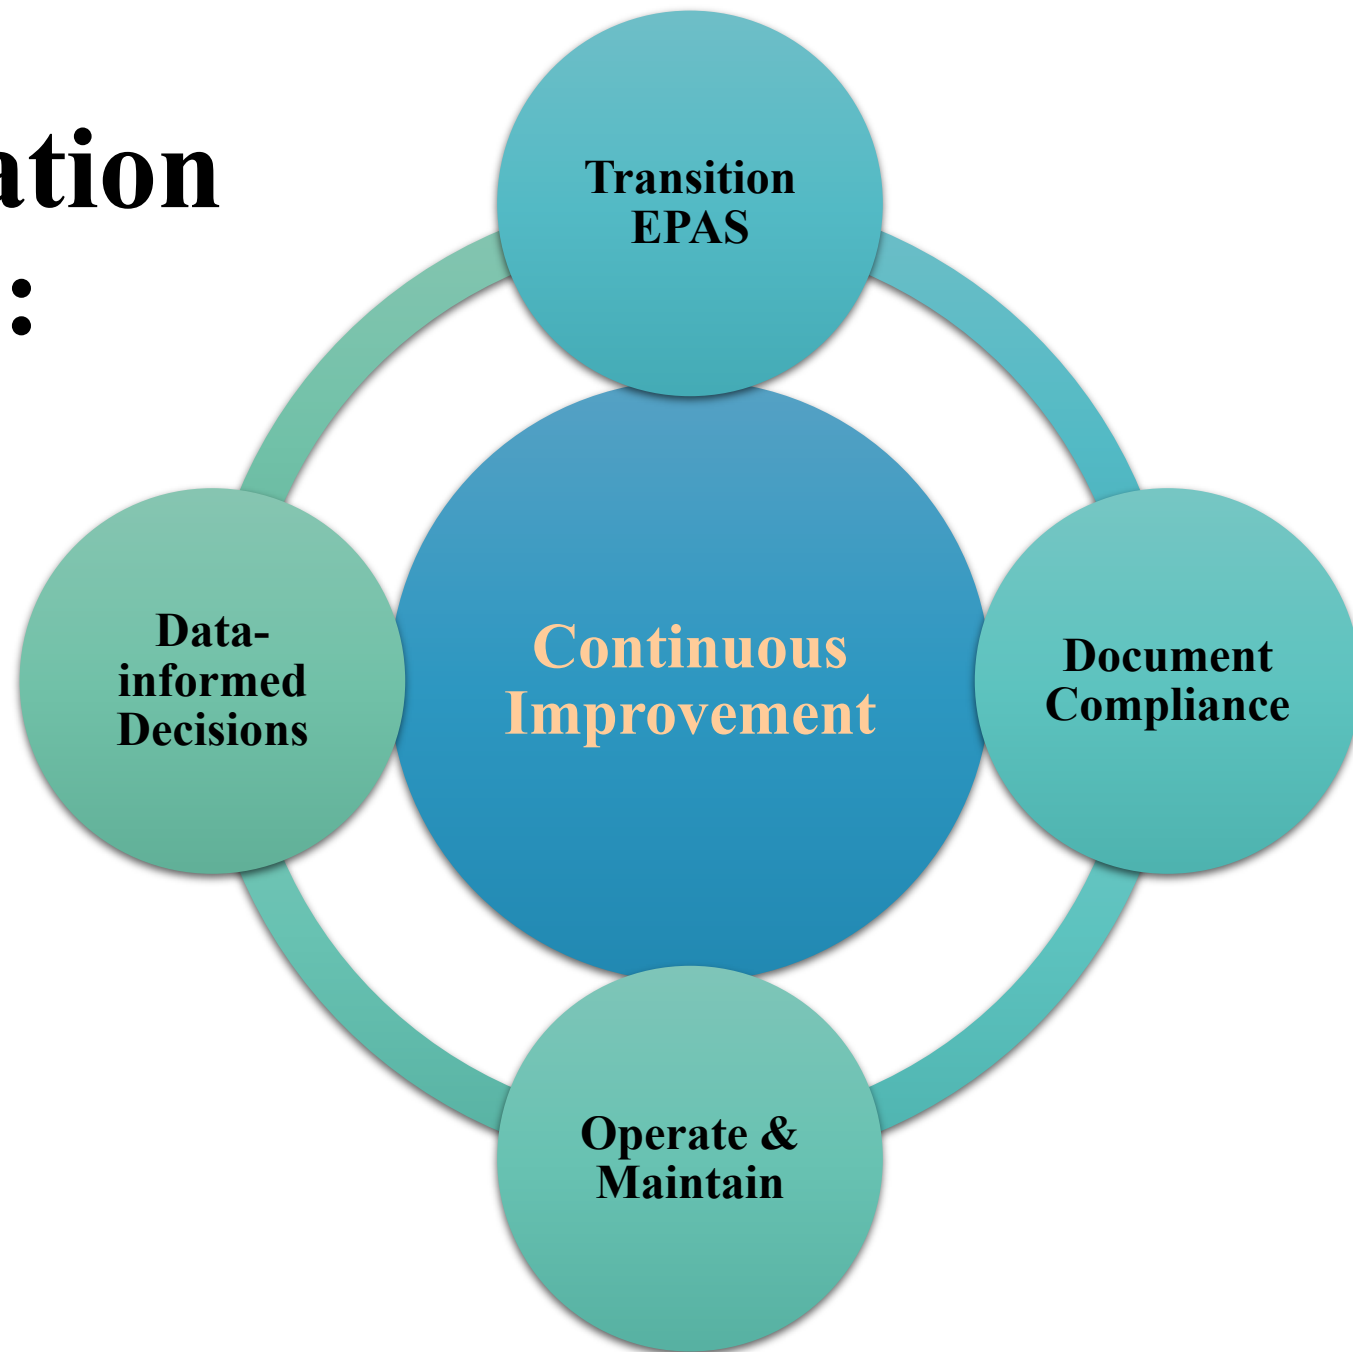 ation
:
Transition
EPAS
Document
Compliance
Operate &
Maintain
Data-
informed
Decisions
Continuous
Improvement